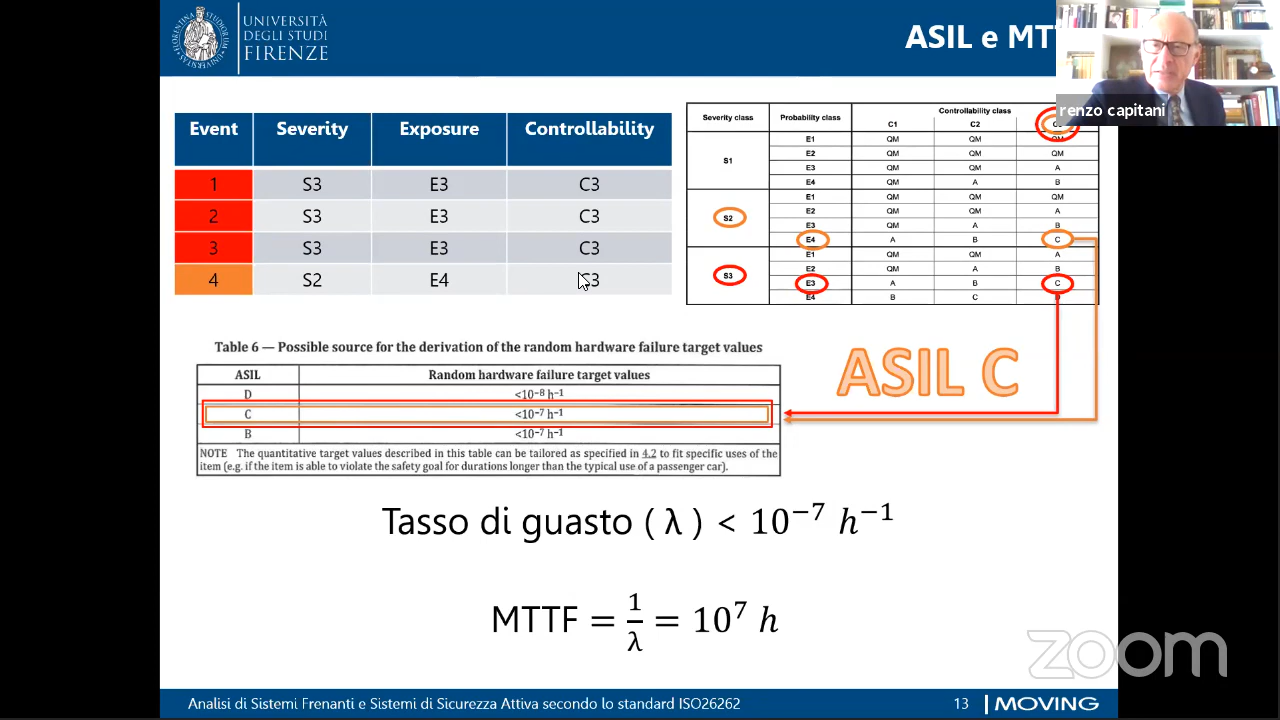 UNIVERSITÀ
DEGLI STUDI
FIRENZE
ASIL e
renzo capitani
Event Severity Exposure Controllability
1 S3 E3 C3
2 S3 E3 C3
3 S3 E3 C3
4 S2 E4 C3
Severity class Probability class Controllability class
C1 C2
S1 E1 QM QM QM
E2 QM QM QM
E3 QM QM A
E4 QM A B
S2 E1 QM QM QM
E2 QM QM A
E3 QM A B
E4 A B C
S3 E1 QM QM A
E2 QM A B
E3 A B C
E4 B C D
Table 6 — Possible source for the derivation of the random hardware failure target values
ASIL Random hardware failure target values
D <10⁻⁸ h⁻¹
C <10⁻⁷ h⁻¹
B <10⁻⁷ h⁻¹
NOTE The quantitative target values described in this table can be tailored as specified in 4.2 to fit specific uses of the
item (e.g. if the item is able to violate the safety goal for durations longer than the typical use of a passenger car).
ASIL C
Tasso di guasto ( λ ) < 10⁻⁷ h⁻¹
MTTF = 1/λ = 10⁷ h
zoom
Analisi di Sistemi Frenanti e Sistemi di Sicurezza Attiva secondo lo standard ISO26262
13 | MOVING